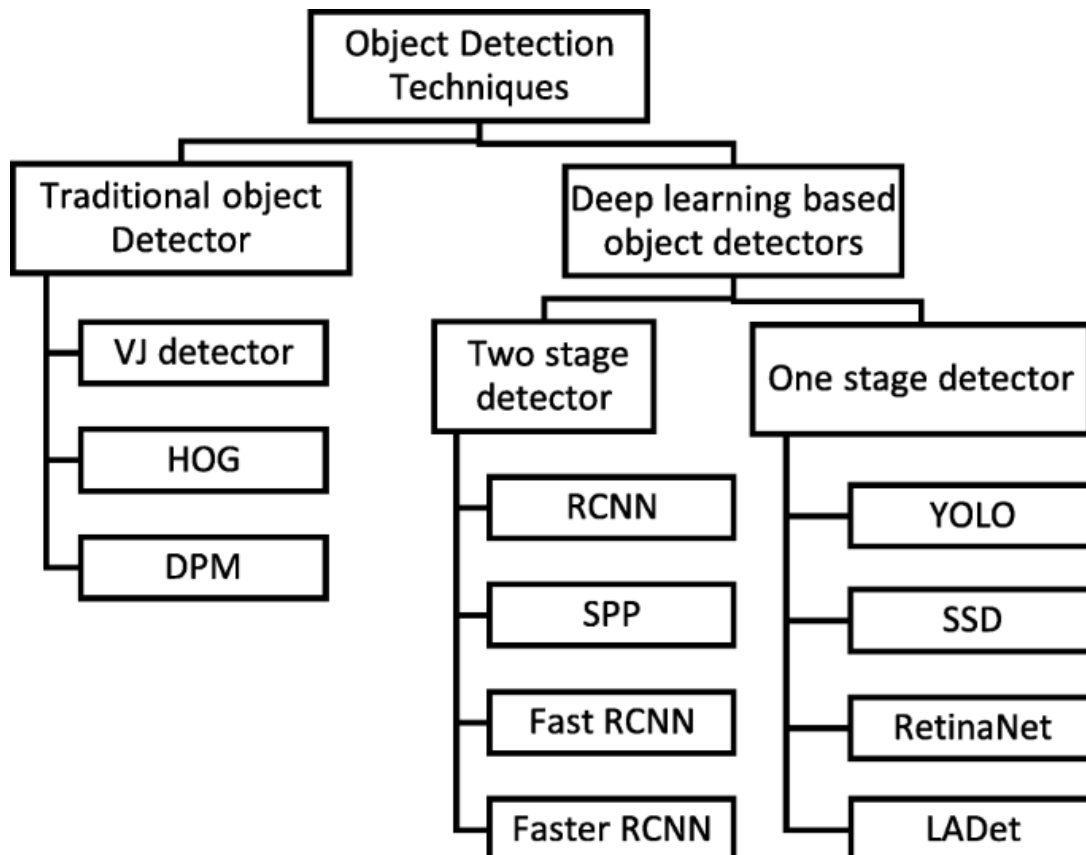 Object Detection
Techniques
Traditional object
Detector
VJ detector
HOG
DPM
Deep learning based
object detectors
Two stage
detector
RCNN
SPP
Fast RCNN
Faster RCNN
One stage detector
YOLO
SSD
RetinaNet
LADet